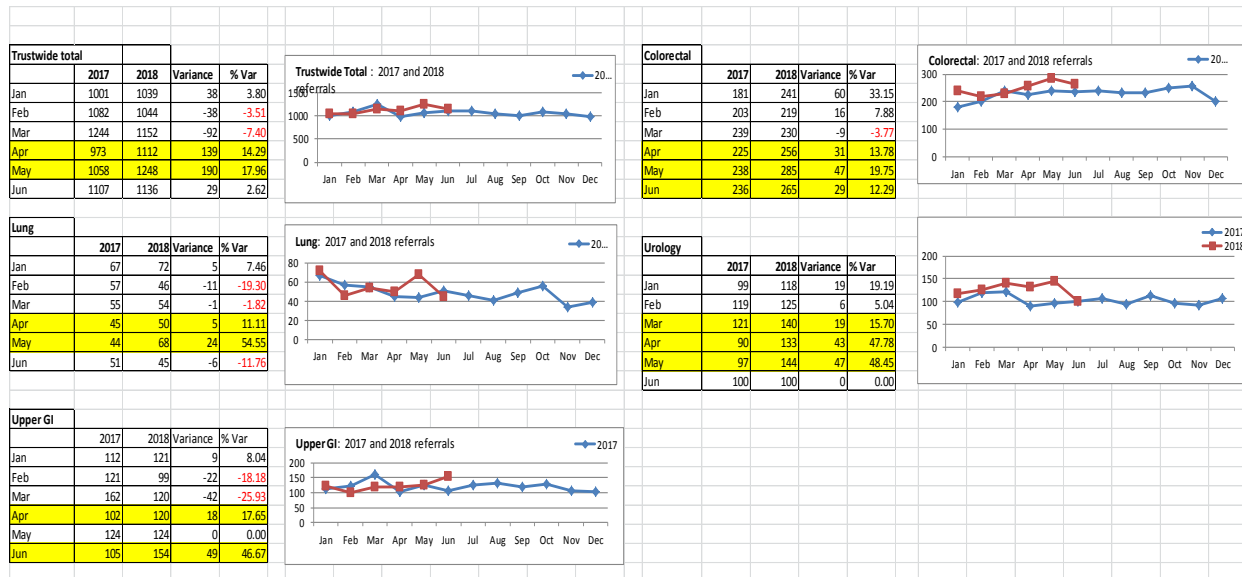 Trustwide total
2017 2018 Variance % Var
Jan 1001 1039 38 3.80
Feb 1082 1044 -38 -3.51
Mar 1244 1152 -92 -7.40
Apr 973 1112 139 14.29
May 1058 1248 190 17.96
Jun 1107 1136 29 2.62
Trustwide Total : 2017 and 2018
referrals
20...
1500
1000
500
0
Jan Feb Mar Apr May Jun Jul Aug Sep Oct Nov Dec
Colorectal
2017 2018 Variance % Var
Jan 181 241 60 33.15
Feb 203 219 16 7.88
Mar 239 230 -9 -3.77
Apr 225 256 31 13.78
May 238 285 47 19.75
Jun 236 265 29 12.29
Colorectal: 2017 and 2018 referrals
20...
300
200
100
0
Jan Feb Mar Apr May Jun Jul Aug Sep Oct Nov Dec
Lung
2017 2018 Variance % Var
Jan 67 72 5 7.46
Feb 57 46 -11 -19.30
Mar 55 54 -1 -1.82
Apr 45 50 5 11.11
May 44 68 24 54.55
Jun 51 45 -6 -11.76
Lung: 2017 and 2018 referrals
20...
80
60
40
20
0
Jan Feb Mar Apr May Jun Jul Aug Sep Oct Nov Dec
Urology
2017 2018 Variance % Var
Jan 99 118 19 19.19
Feb 119 125 6 5.04
Mar 121 140 19 15.70
Apr 90 133 43 47.78
May 97 144 47 48.45
Jun 100 100 0 0.00
2017
2018
200
150
100
50
0
Jan Feb Mar Apr May Jun Jul Aug Sep Oct Nov Dec
Upper GI
2017 2018 Variance % Var
Jan 112 121 9 8.04
Feb 121 99 -22 -18.18
Mar 162 120 -42 -25.93
Apr 102 120 18 17.65
May 124 124 0 0.00
Jun 105 154 49 46.67
Upper GI: 2017 and 2018 referrals
2017
200
150
100
50
0
Jan Feb Mar Apr May Jun Jul Aug Sep Oct Nov Dec